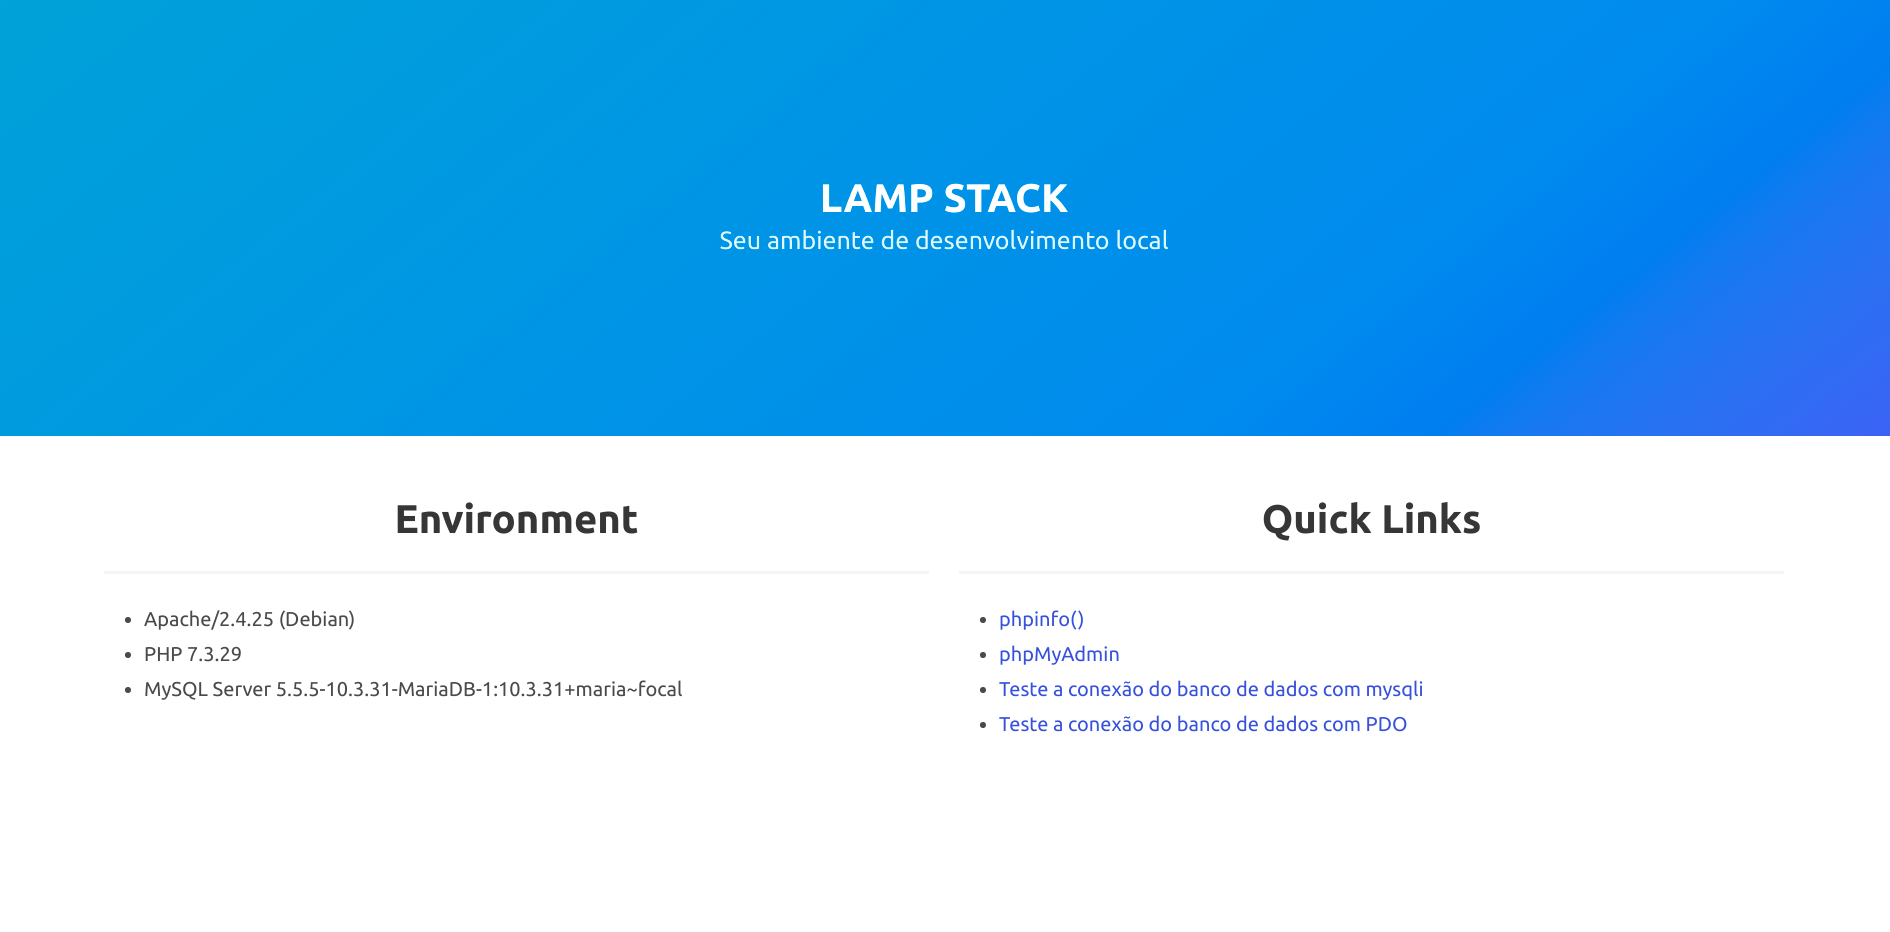 LAMP STACK
Seu ambiente de desenvolvimento local
Environment
Apache/2.4.25 (Debian)
PHP 7.3.29
MySQL Server 5.5.5-10.3.31-MariaDB-1:10.3.31+maria~focal
Quick Links
phpinfo()
phpMyAdmin
Teste a conexão do banco de dados com mysqli
Teste a conexão do banco de dados com PDO